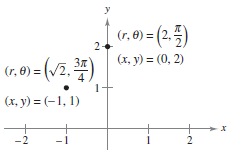 y
(r, θ) = (2, π/2)
2
(x, y) = (0, 2)
(r, θ) = (√2, 3π/4)
1
(x, y) = (−1, 1)
x
−2 −1 1 2